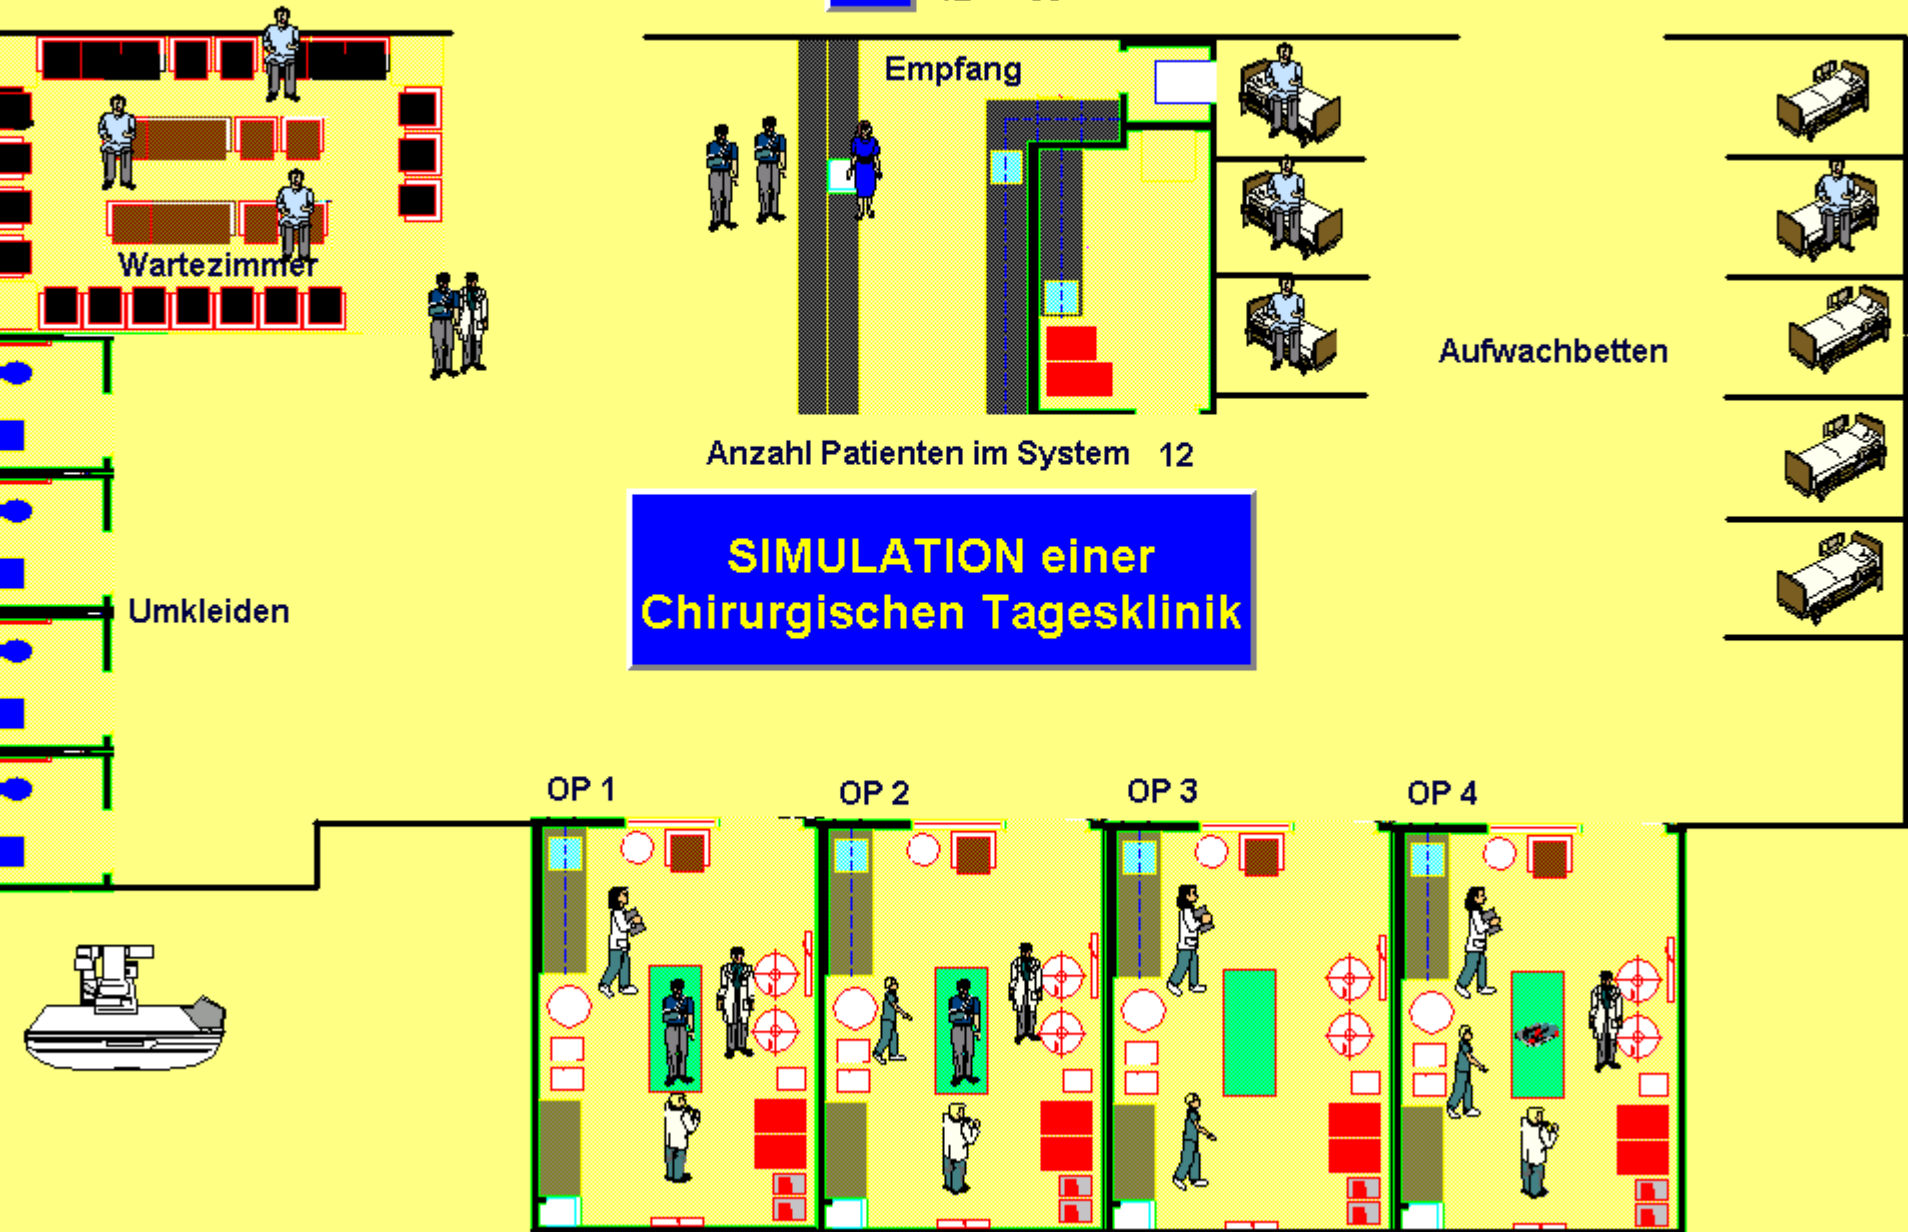 Empfang
Wartezimmer
Aufwachbetten
Anzahl Patienten im System 12
SIMULATION einer
Chirurgischen Tagesklinik
Umkleiden
OP 1
OP 2
OP 3
OP 4